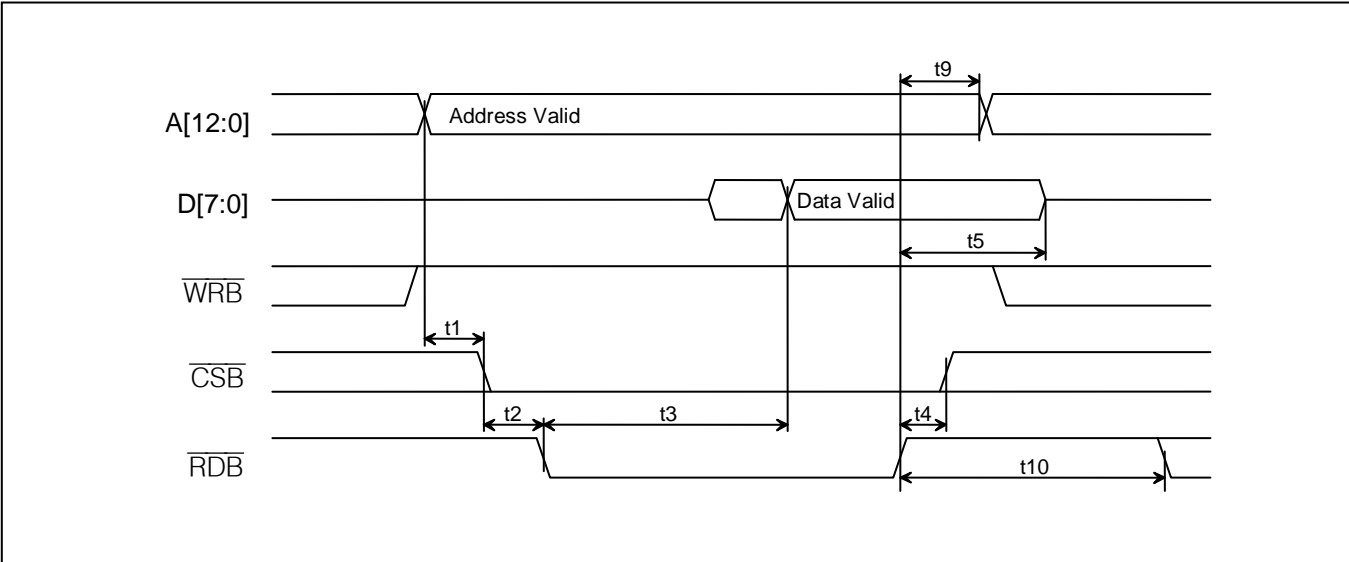 t9
A[12:0]
Address Valid
D[7:0]
Data Valid
t5
WRB
t1
CSB
t2
t3
t4
RDB
t10